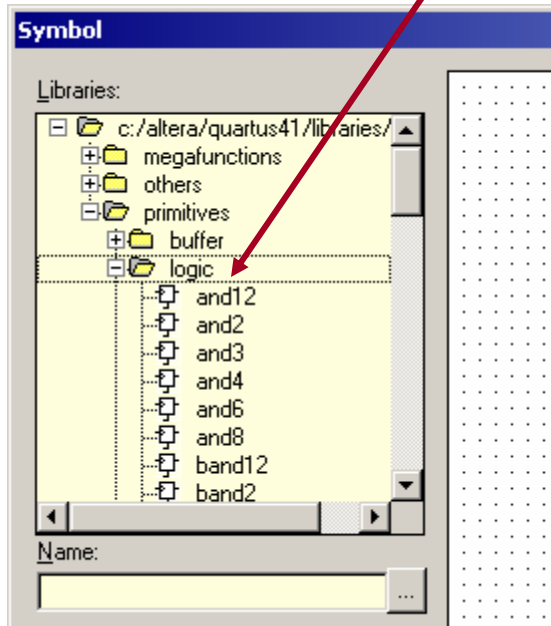 Symbol
Libraries:
c:/altera/quartus41/libraries/
megafunctions
others
primitives
buffer
logic
and12
and2
and3
and4
and6
and8
band12
band2
Name:
...